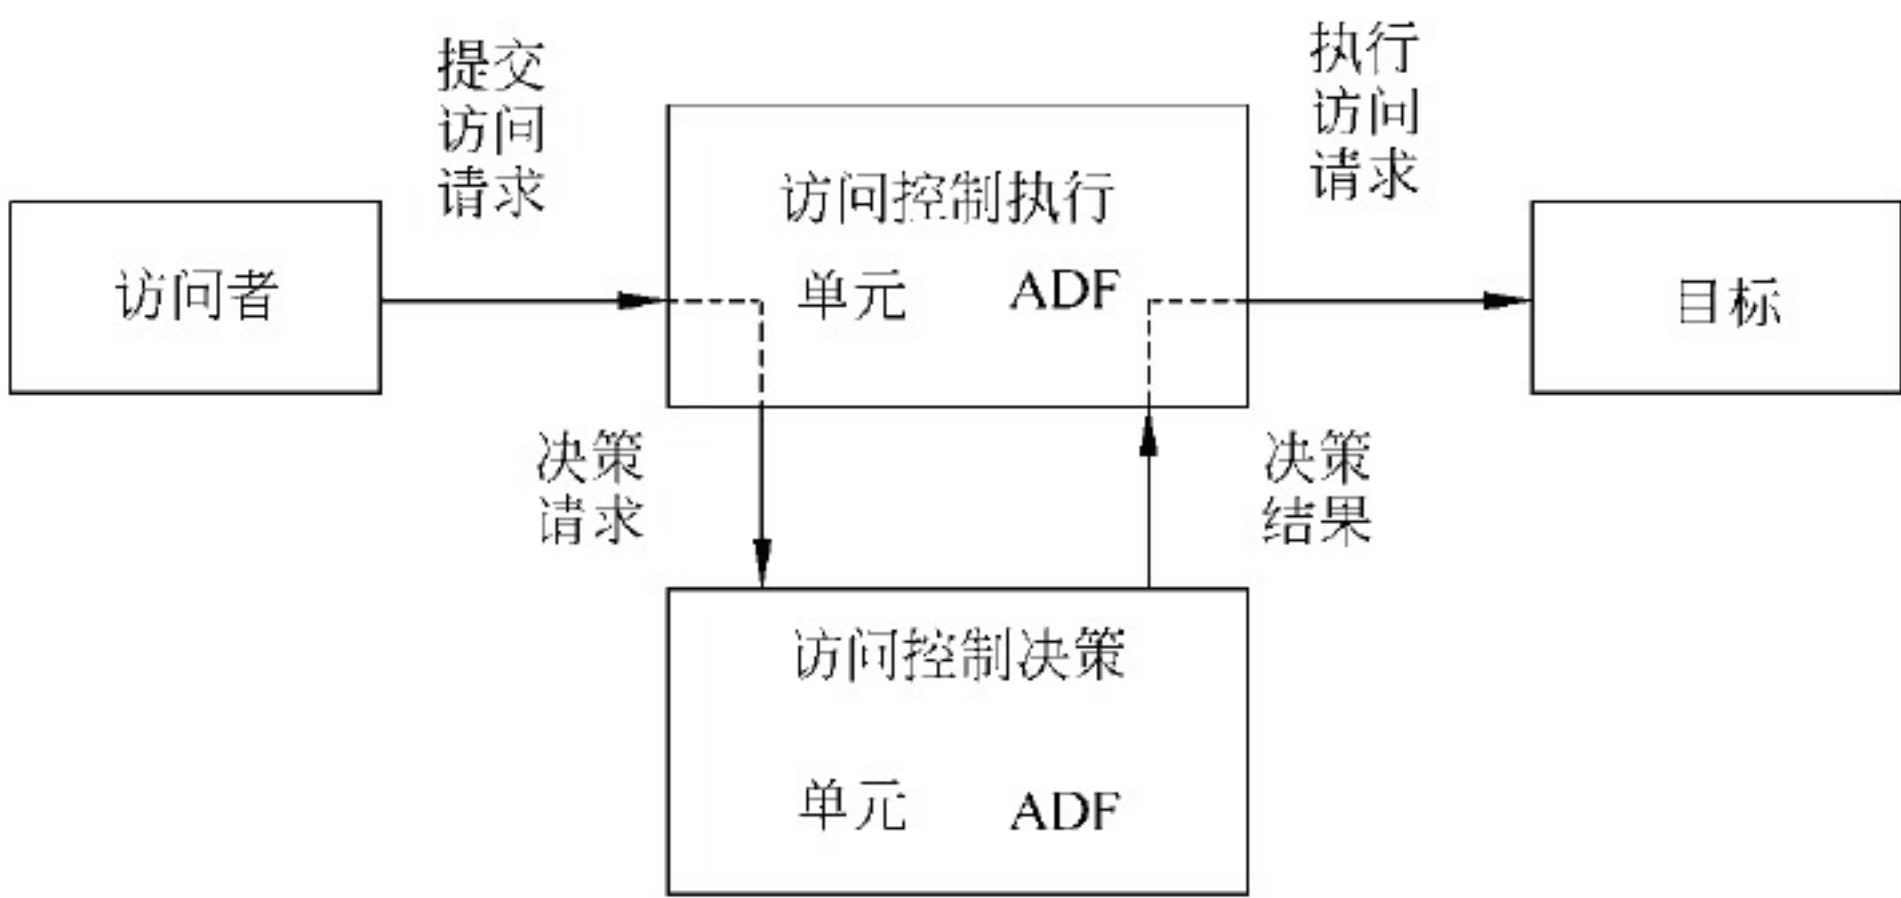 提交
访问
请求
执行
访问
请求
访问者
访问控制执行
单元 ADF
目标
决策
请求
决策
结果
访问控制决策
单元 ADF